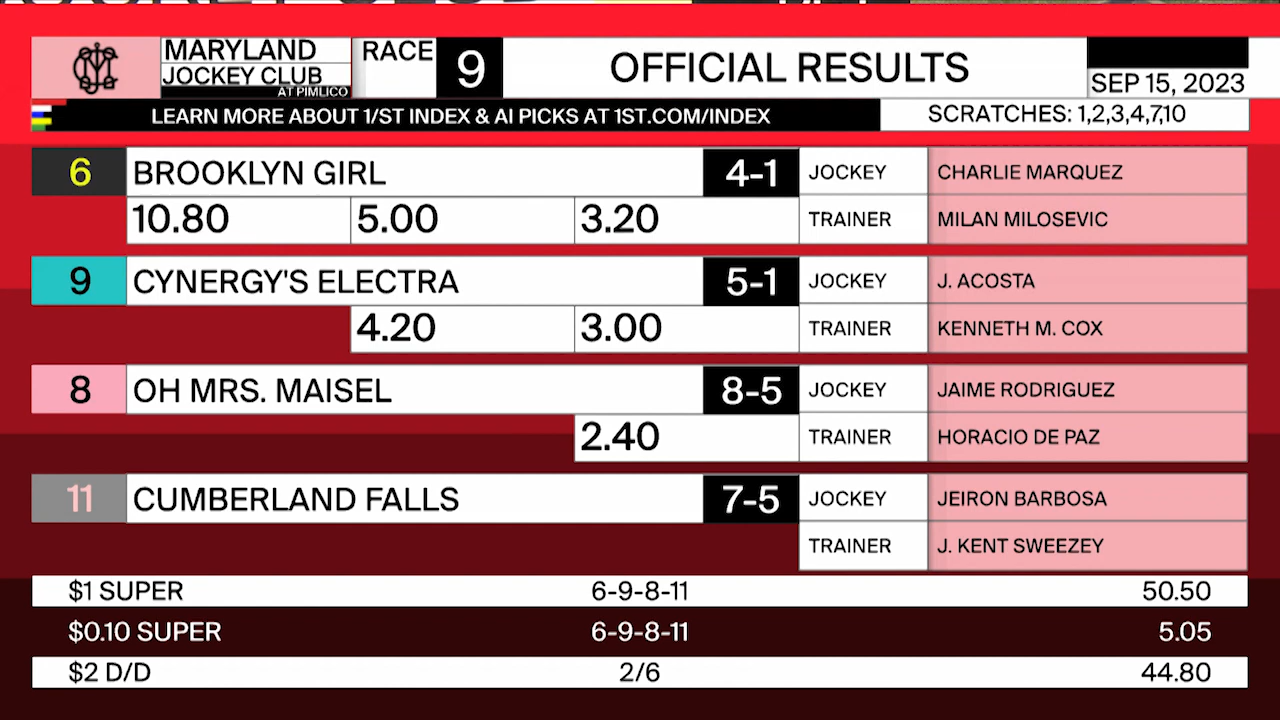 MARYLAND
JOCKEY CLUB
AT PIMLICO
RACE 9
OFFICIAL RESULTS
SEP 15, 2023
LEARN MORE ABOUT 1/ST INDEX & AI PICKS AT 1ST.COM/INDEX
SCRATCHES: 1,2,3,4,7,10
6 BROOKLYN GIRL 4-1 JOCKEY CHARLIE MARQUEZ
10.80 5.00 3.20 TRAINER MILAN MILOSEVIC
9 CYNERGY'S ELECTRA 5-1 JOCKEY J. ACOSTA
4.20 3.00 TRAINER KENNETH M. COX
8 OH MRS. MAISEL 8-5 JOCKEY JAIME RODRIGUEZ
2.40 TRAINER HORACIO DE PAZ
11 CUMBERLAND FALLS 7-5 JOCKEY JEIRON BARBOSA
TRAINER J. KENT SWEEZEY
$1 SUPER 6-9-8-11 50.50
$0.10 SUPER 6-9-8-11 5.05
$2 D/D 2/6 44.80